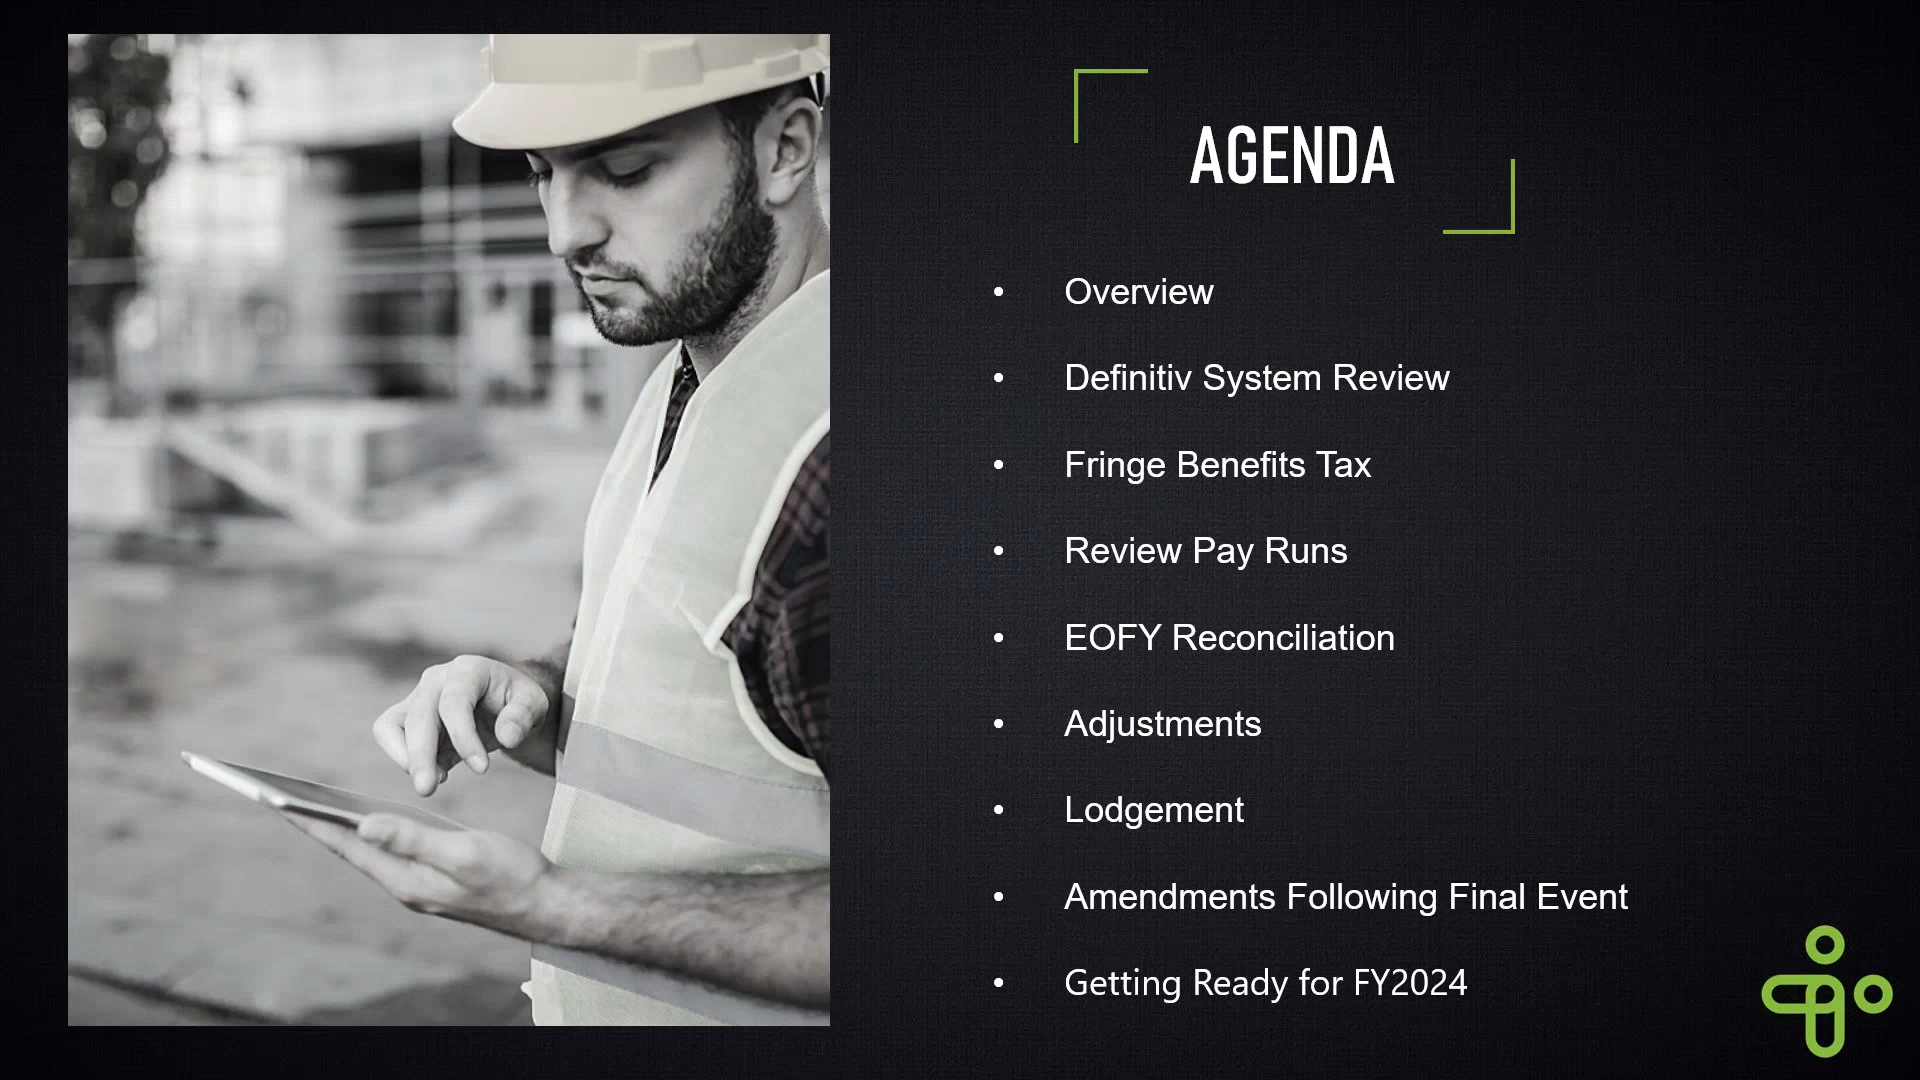 AGENDA
• Overview
• Definitiv System Review
• Fringe Benefits Tax
• Review Pay Runs
• EOFY Reconciliation
• Adjustments
• Lodgement
• Amendments Following Final Event
• Getting Ready for FY2024